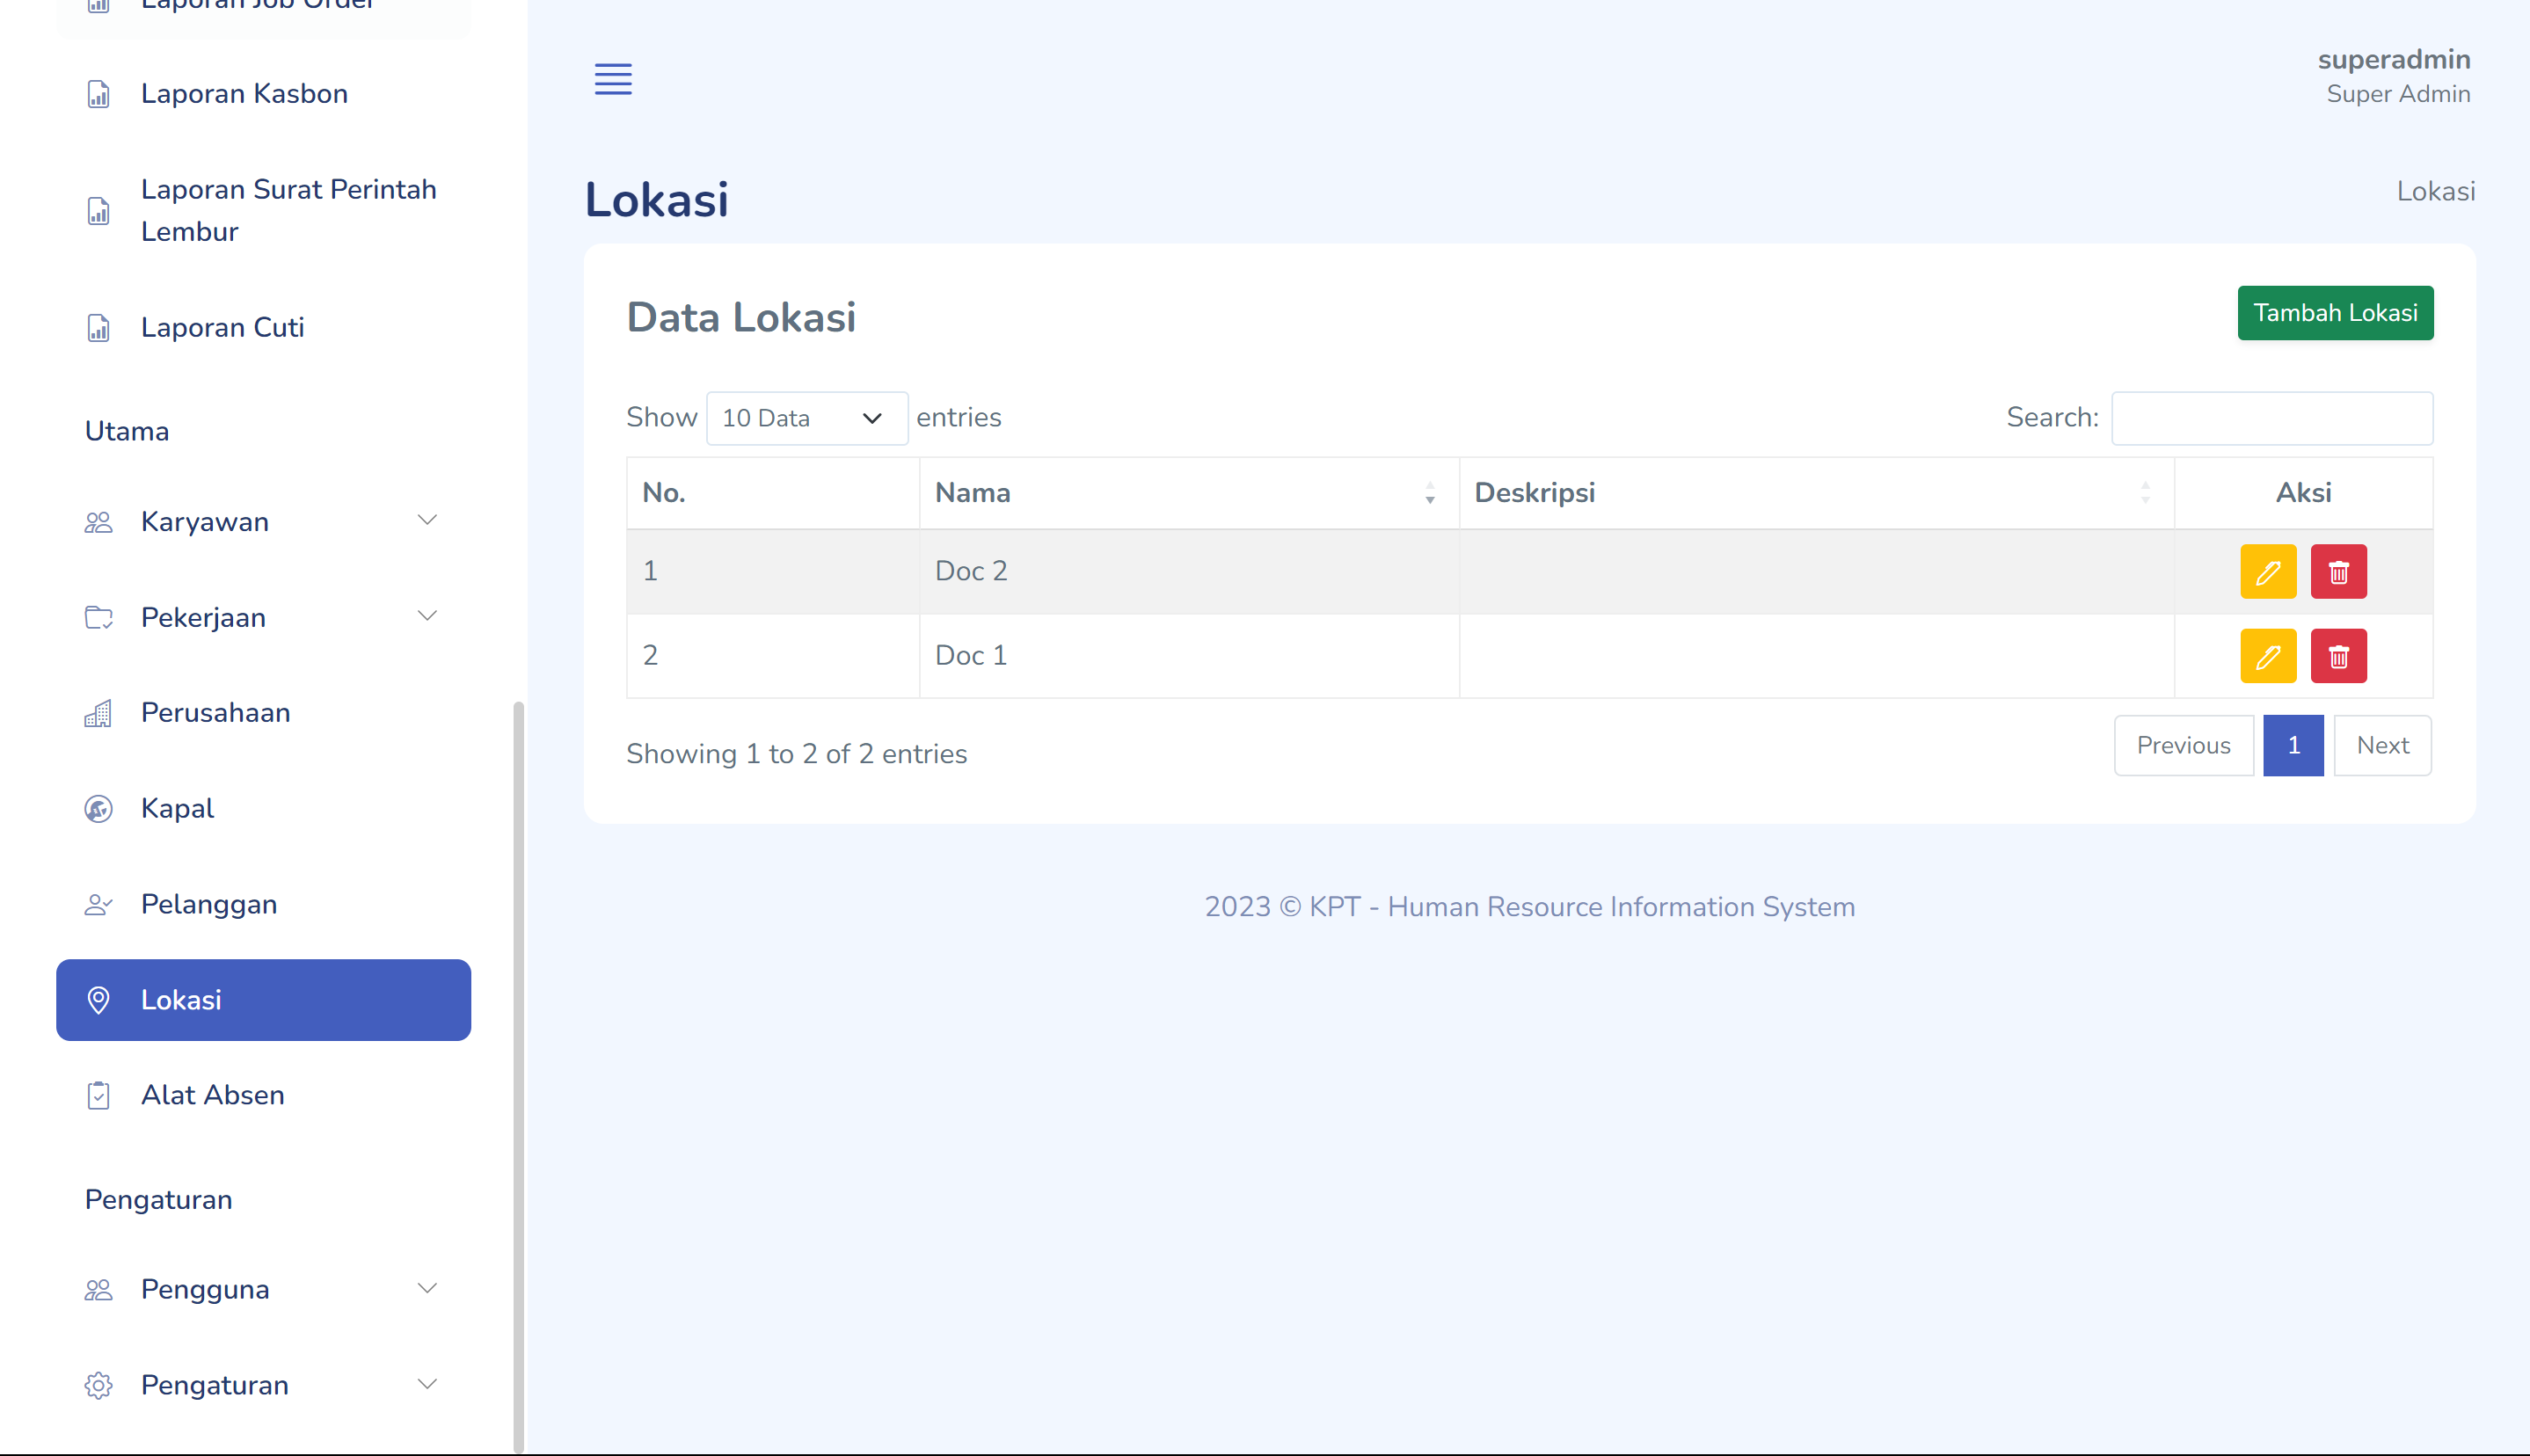 Laporan Job Order
Laporan Kasbon
Laporan Surat Perintah
Lembur
Laporan Cuti
Utama
Karyawan
Pekerjaan
Perusahaan
Kapal
Pelanggan
Lokasi
Alat Absen
Pengaturan
Pengguna
Pengaturan
superadmin
Super Admin
Lokasi
Lokasi
Data Lokasi
Tambah Lokasi
Show 10 Data entries
Search:
No. Nama Deskripsi Aksi
1 Doc 2
2 Doc 1
Showing 1 to 2 of 2 entries
Previous 1 Next
2023 © KPT - Human Resource Information System